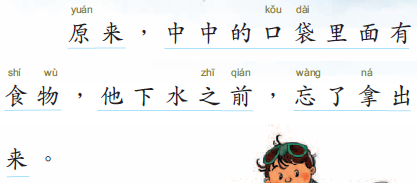 yuán kǒu dài
原来，中中的口袋里面有
shí wù zhī qián wàng ná
食物，他下水之前，忘了拿出
来。